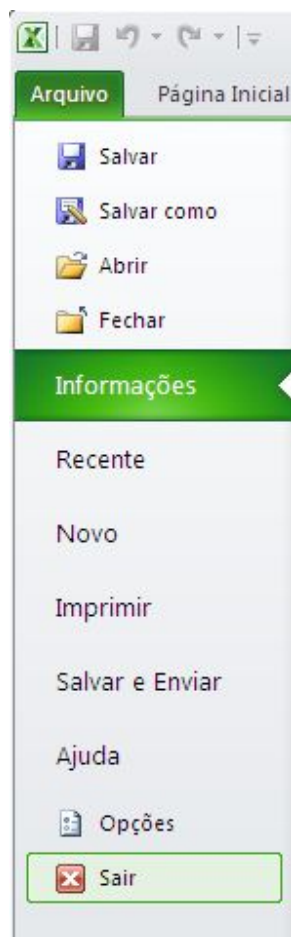 Arquivo Página Inicial
Salvar
Salvar como
Abrir
Fechar
Informações
Recente
Novo
Imprimir
Salvar e Enviar
Ajuda
Opções
Sair